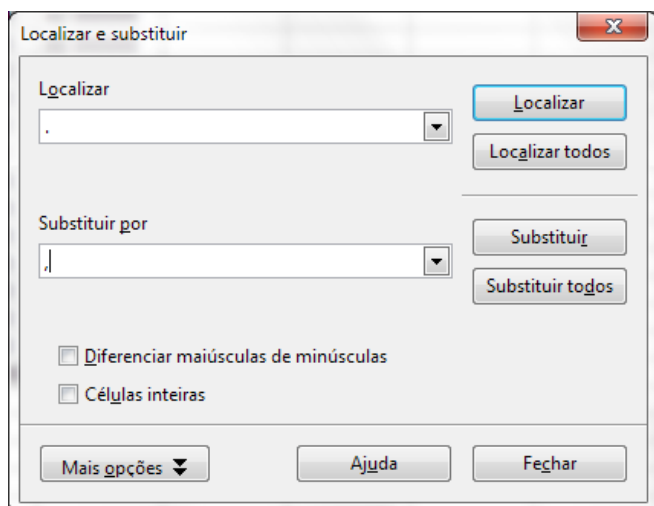 Localizar e substituir
Localizar
.
Localizar
Localizar todos
Substituir por
,
Substituir
Substituir todos
Diferenciar maiúsculas de minúsculas
Células inteiras
Mais opções
Ajuda
Fechar